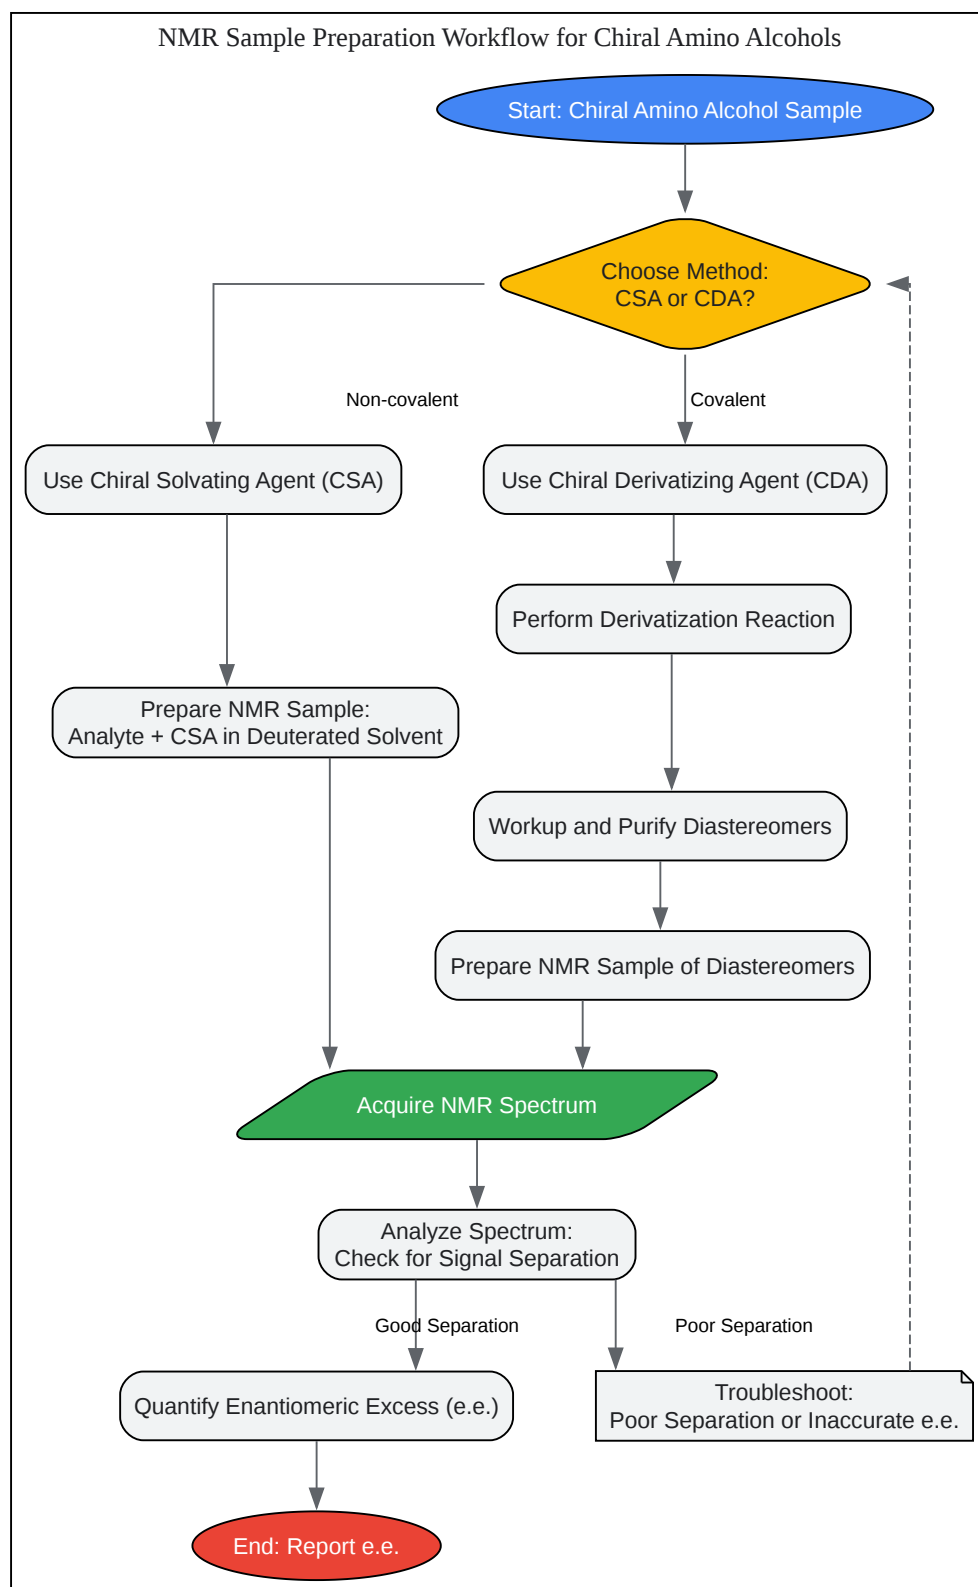 NMR Sample Preparation Workflow for Chiral Amino Alcohols
Start: Chiral Amino Alcohol Sample
Choose Method:
CSA or CDA?
Non-covalent
Covalent
Use Chiral Solvating Agent (CSA)
Use Chiral Derivatizing Agent (CDA)
Perform Derivatization Reaction
Prepare NMR Sample:
Analyte + CSA in Deuterated Solvent
Workup and Purify Diastereomers
Prepare NMR Sample of Diastereomers
Acquire NMR Spectrum
Analyze Spectrum:
Check for Signal Separation
Good Separation
Poor Separation
Quantify Enantiomeric Excess (e.e.)
Troubleshoot:
Poor Separation or Inaccurate e.e.
End: Report e.e.